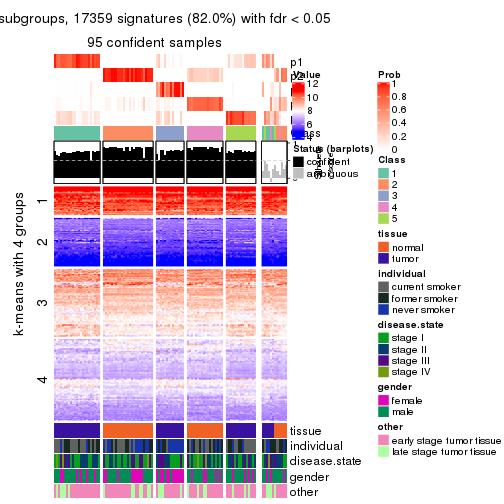 subgroups, 17359 signatures (82.0%) with fdr < 0.05
95 confident samples
p1
Value
12
10
8
6
Status (barplots)
confident
ambiguous
1
2
3
4
k-means with 4 groups
tissue
individual
disease.state
gender
other
Prob
1
0.8
0.6
0.4
0.2
0
Class
1
2
3
4
5
tissue
normal
tumor
individual
current smoker
former smoker
never smoker
disease.state
stage I
stage II
stage III
stage IV
gender
female
male
other
early stage tumor tissue
late stage tumor tissue